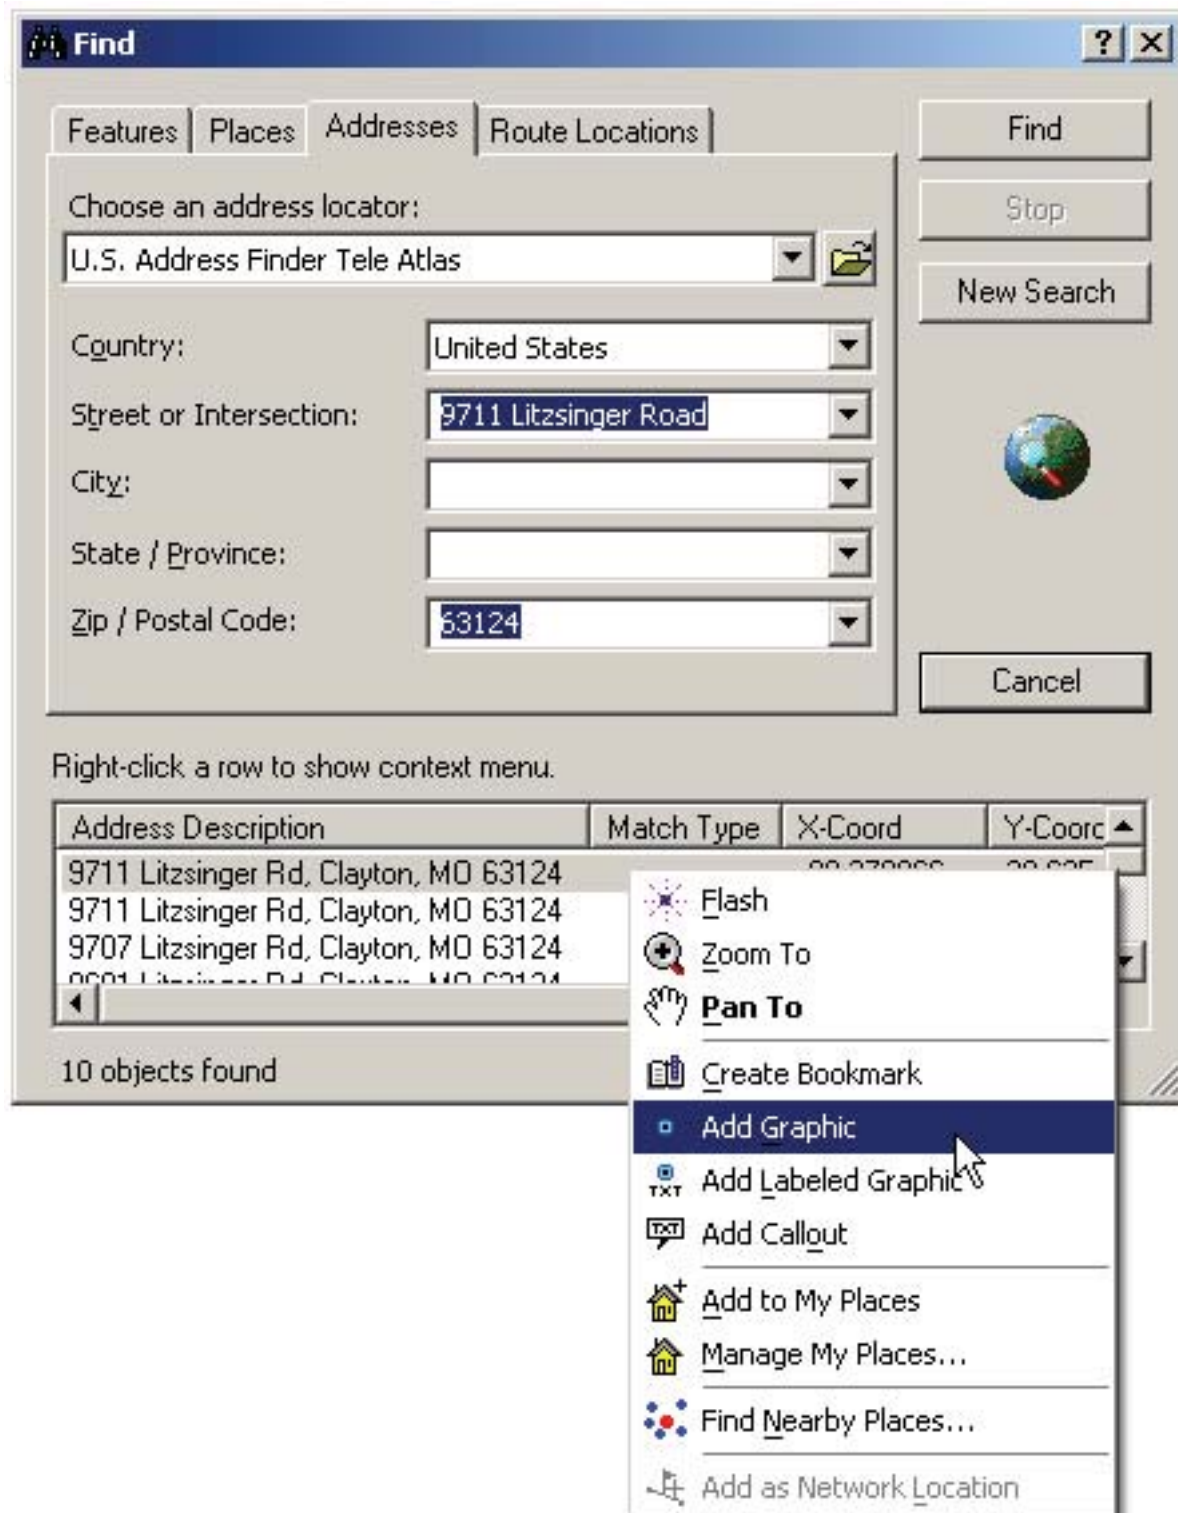 Find
Features Places Addresses Route Locations
Find
Choose an address locator:
Stop
U.S. Address Finder Tele Atlas
New Search
Country: United States
Street or Intersection: 9711 Litzsinger Road
City:
State / Province:
Zip / Postal Code: 63124
Cancel
Right-click a row to show context menu.
Address Description Match Type X-Coord Y-Coord
9711 Litzsinger Rd, Clayton, MO 63124
9711 Litzsinger Rd, Clayton, MO 63124
9707 Litzsinger Rd, Clayton, MO 63124
10 objects found
Flash
Zoom To
Pan To
Create Bookmark
Add Graphic
Add Labeled Graphic
TXT
Add Callout
TXT
Add to My Places
Manage My Places...
Find Nearby Places...
Add as Network Location